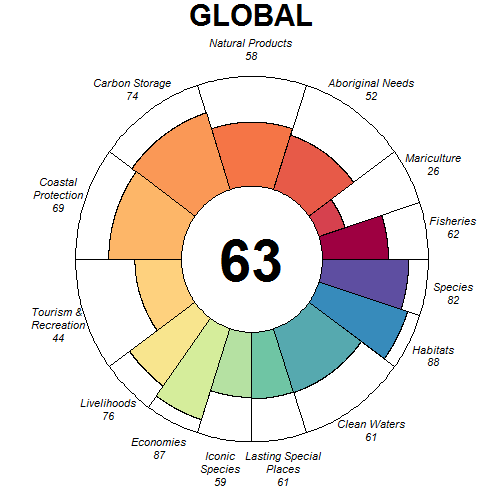 GLOBAL
Natural Products
58
Aboriginal Needs
52
Mariculture
26
Fisheries
62
Species
82
Habitats
88
Clean Waters
61
Lasting Special
Places
61
Iconic
Species
59
Economies
87
Livelihoods
76
Tourism &
Recreation
44
Coastal
Protection
69
Carbon Storage
74
63